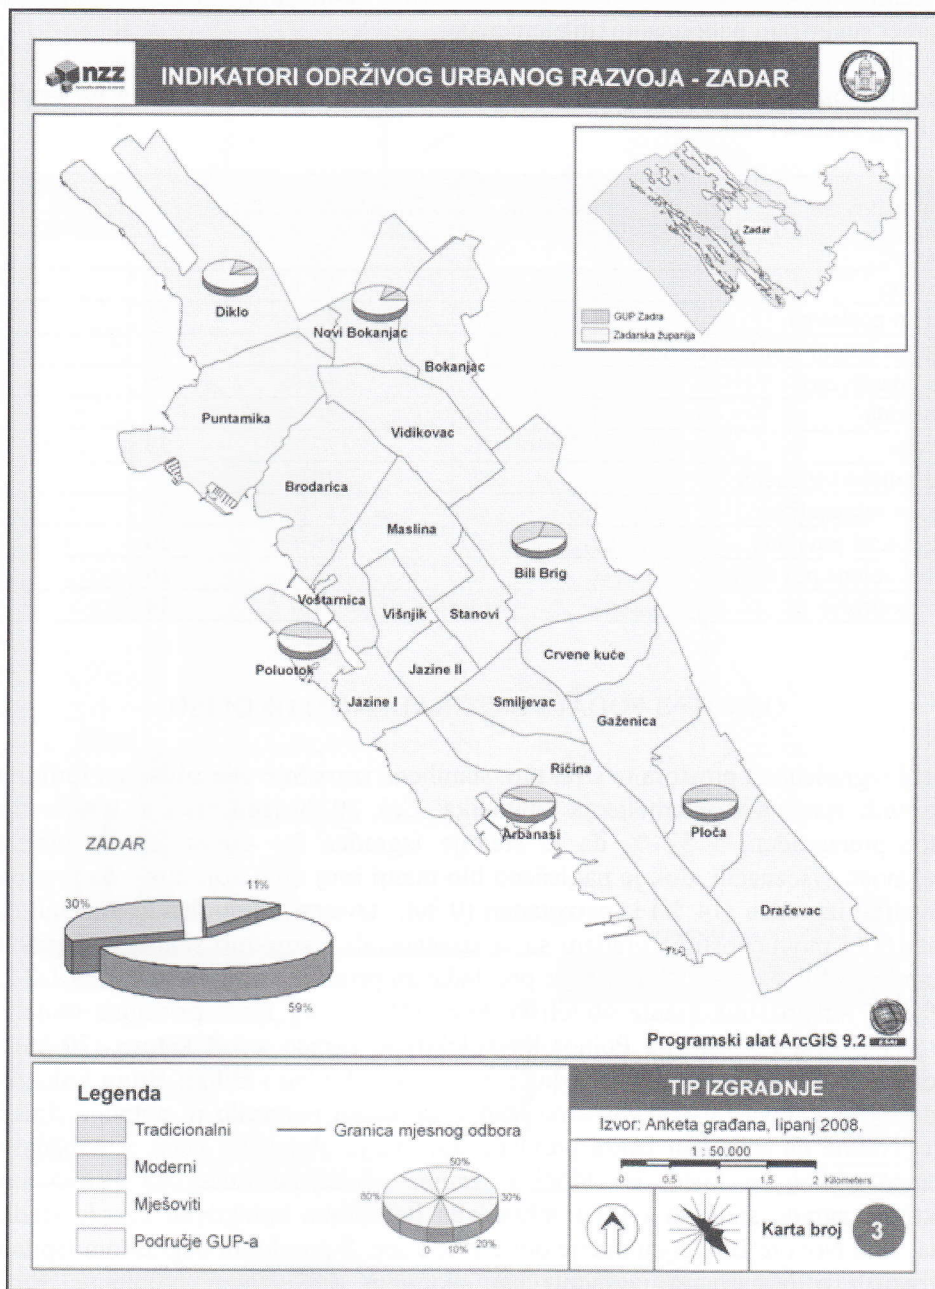 nzz
INDIKATORI ODRŽIVOG URBANOG RAZVOJA - ZADAR
Zadar
GUP Zadra
Zadarska županija
Diklo
Novi Bokanjac
Bokanjac
Puntamika
Vidikovac
Brodarica
Maslina
Bili Brig
Voštarnica
Višnjik
Stanovi
Crvene kuće
Poluotok
Jazine II
Jazine I
Smiljevac
Gaženica
Ričina
Arbanasi
Ploča
Dračevac
ZADAR
30%
11%
59%
Programski alat ArcGIS 9.2
Legenda
Tradicionalni
Moderni
Mješoviti
Područje GUP-a
Granica mjesnog odbora
50%
80%
30%
0
10%
20%
TIP IZGRADNJE
Izvor: Anketa građana, lipanj 2008.
1 : 50.000
0 0,5 1 1,5 2 Kilometers
Karta broj 3